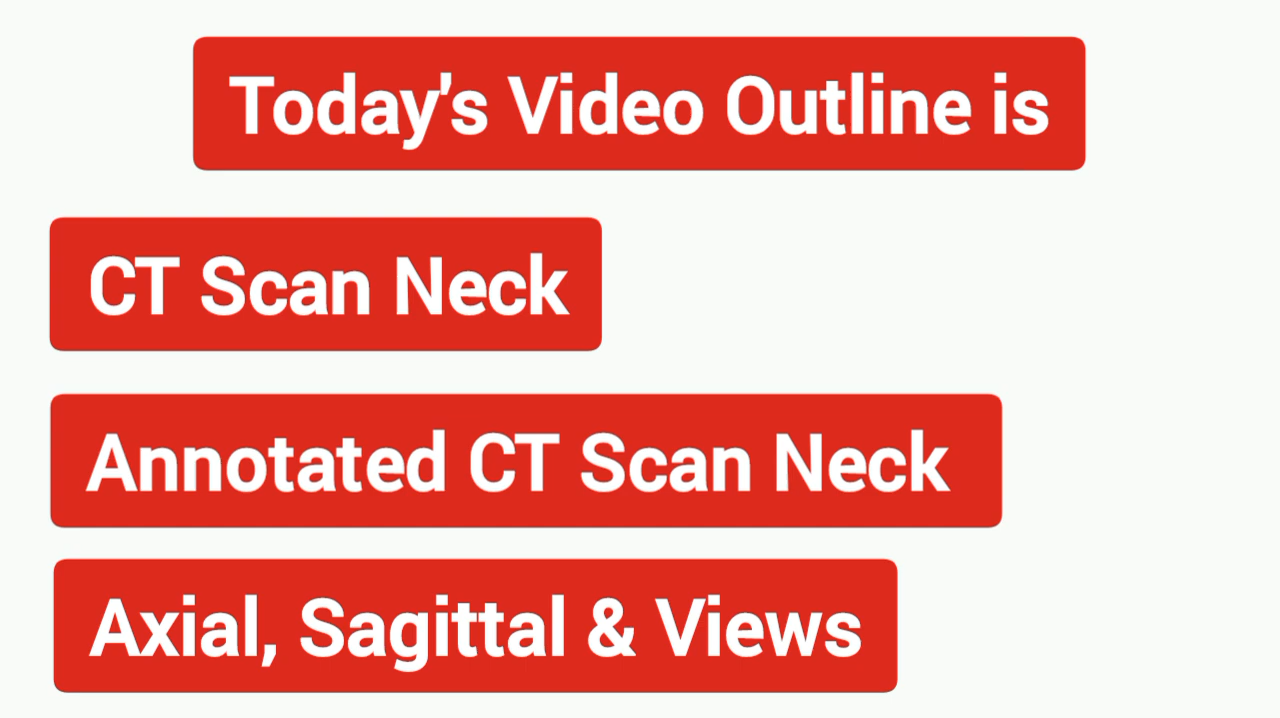 Today's Video Outline is
CT Scan Neck
Annotated CT Scan Neck
Axial, Sagittal & Views